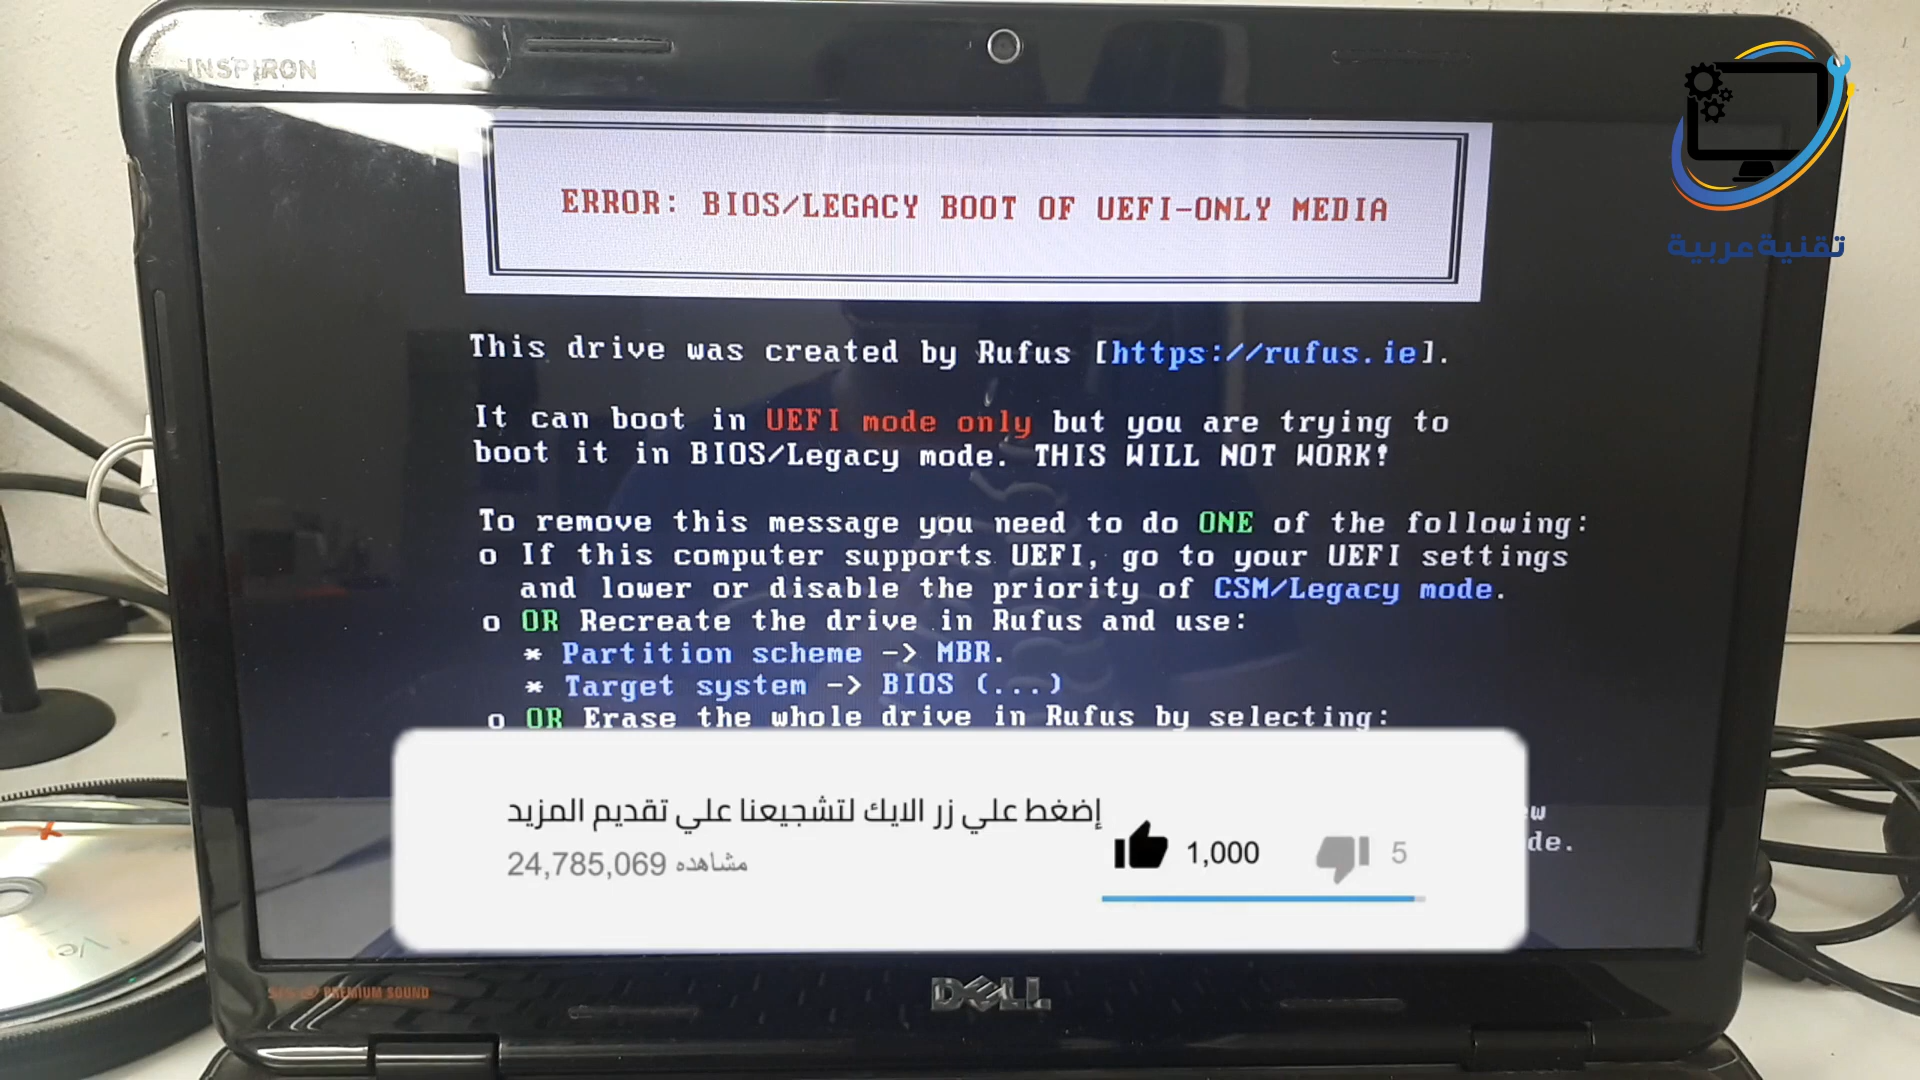 INSPIRON
ERROR: BIOS/LEGACY BOOT OF UEFI-ONLY MEDIA
تقنية عربية
This drive was created by Rufus [https://rufus.ie].
It can boot in UEFI mode only but you are trying to
boot it in BIOS/Legacy mode. THIS WILL NOT WORK!
To remove this message you need to do ONE of the following:
o If this computer supports UEFI, go to your UEFI settings
and lower or disable the priority of CSM/Legacy mode.
o OR Recreate the drive in Rufus and use:
* Partition scheme -> MBR.
* Target system -> BIOS (...)
o OR Erase the whole drive in Rufus by selecting:
إضغط علي زر الايك لتشجيعنا علي تقديم المزيد
24,785,069 مشاهده
1,000
5
de.
DELL
SRS PREMIUM SOUND